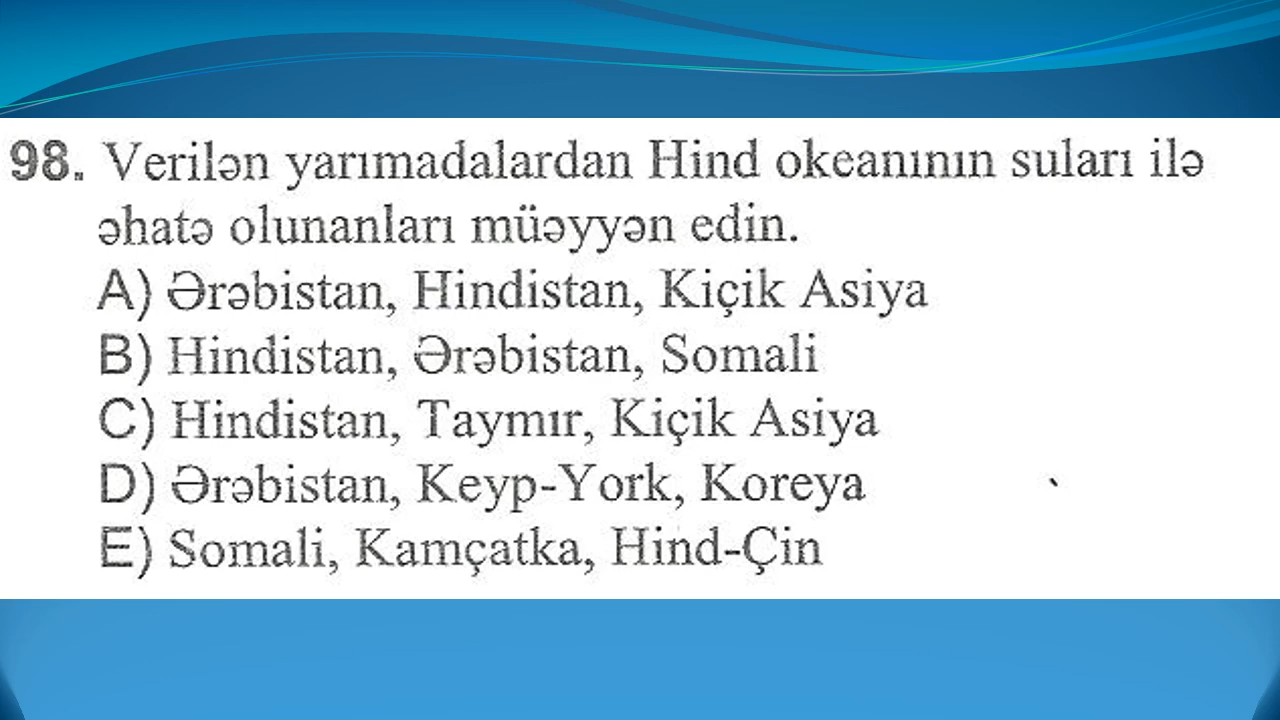 98. Verilən yarımadalardan Hind okeanının suları ilə
əhatə olunanları müəyyən edin.
A) Ərəbistan, Hindistan, Kiçik Asiya
B) Hindistan, Ərəbistan, Somali
C) Hindistan, Taymır, Kiçik Asiya
D) Ərəbistan, Keyp-York, Koreya
E) Somali, Kamçatka, Hind-Çin